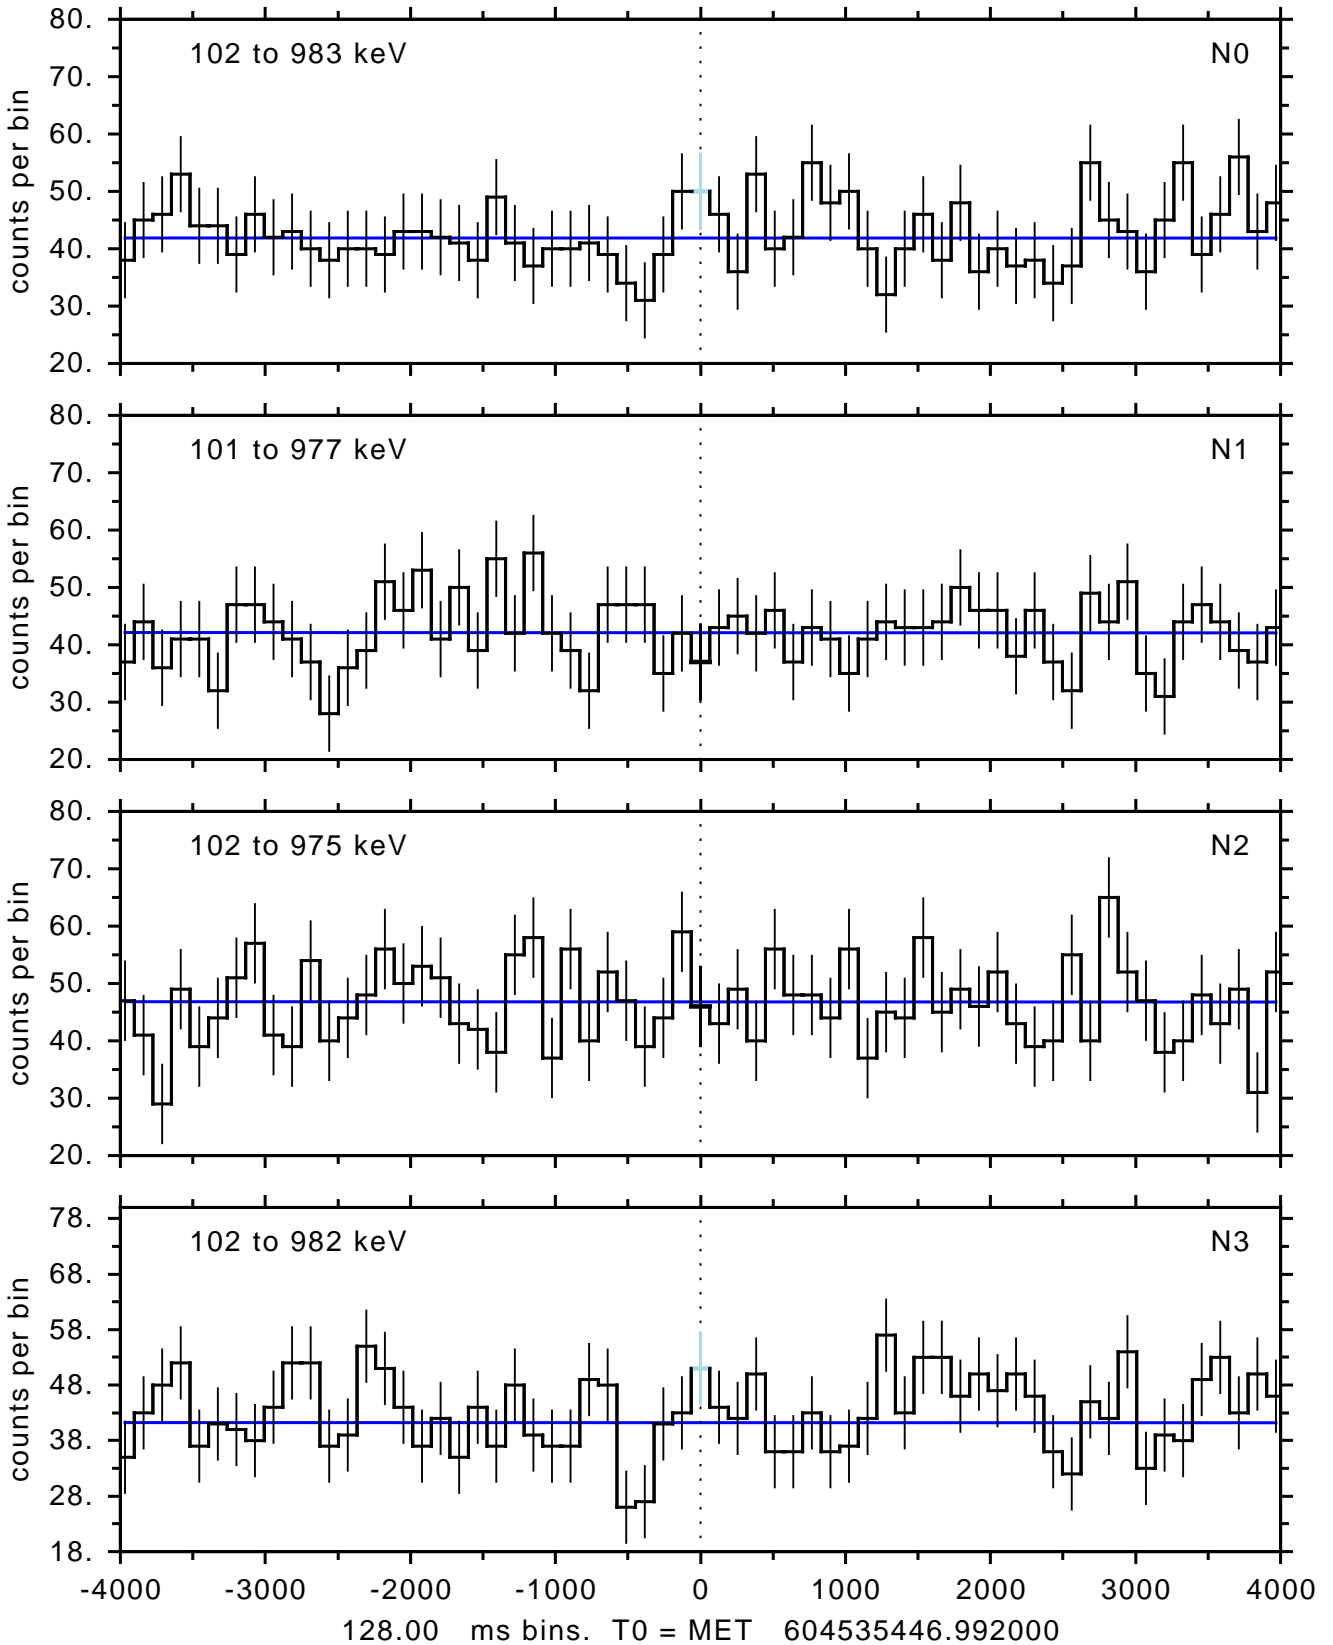 80.
102 to 983 keV N0
70.
60.
50.
40.
30.
20.
counts per bin
80.
101 to 977 keV N1
70.
60.
50.
40.
30.
20.
counts per bin
80.
102 to 975 keV N2
70.
60.
50.
40.
30.
20.
counts per bin
78.
102 to 982 keV N3
68.
58.
48.
38.
28.
18.
counts per bin
-4000 -3000 -2000 -1000 0 1000 2000 3000 4000
128.00 ms bins. T0 = MET 604535446.992000